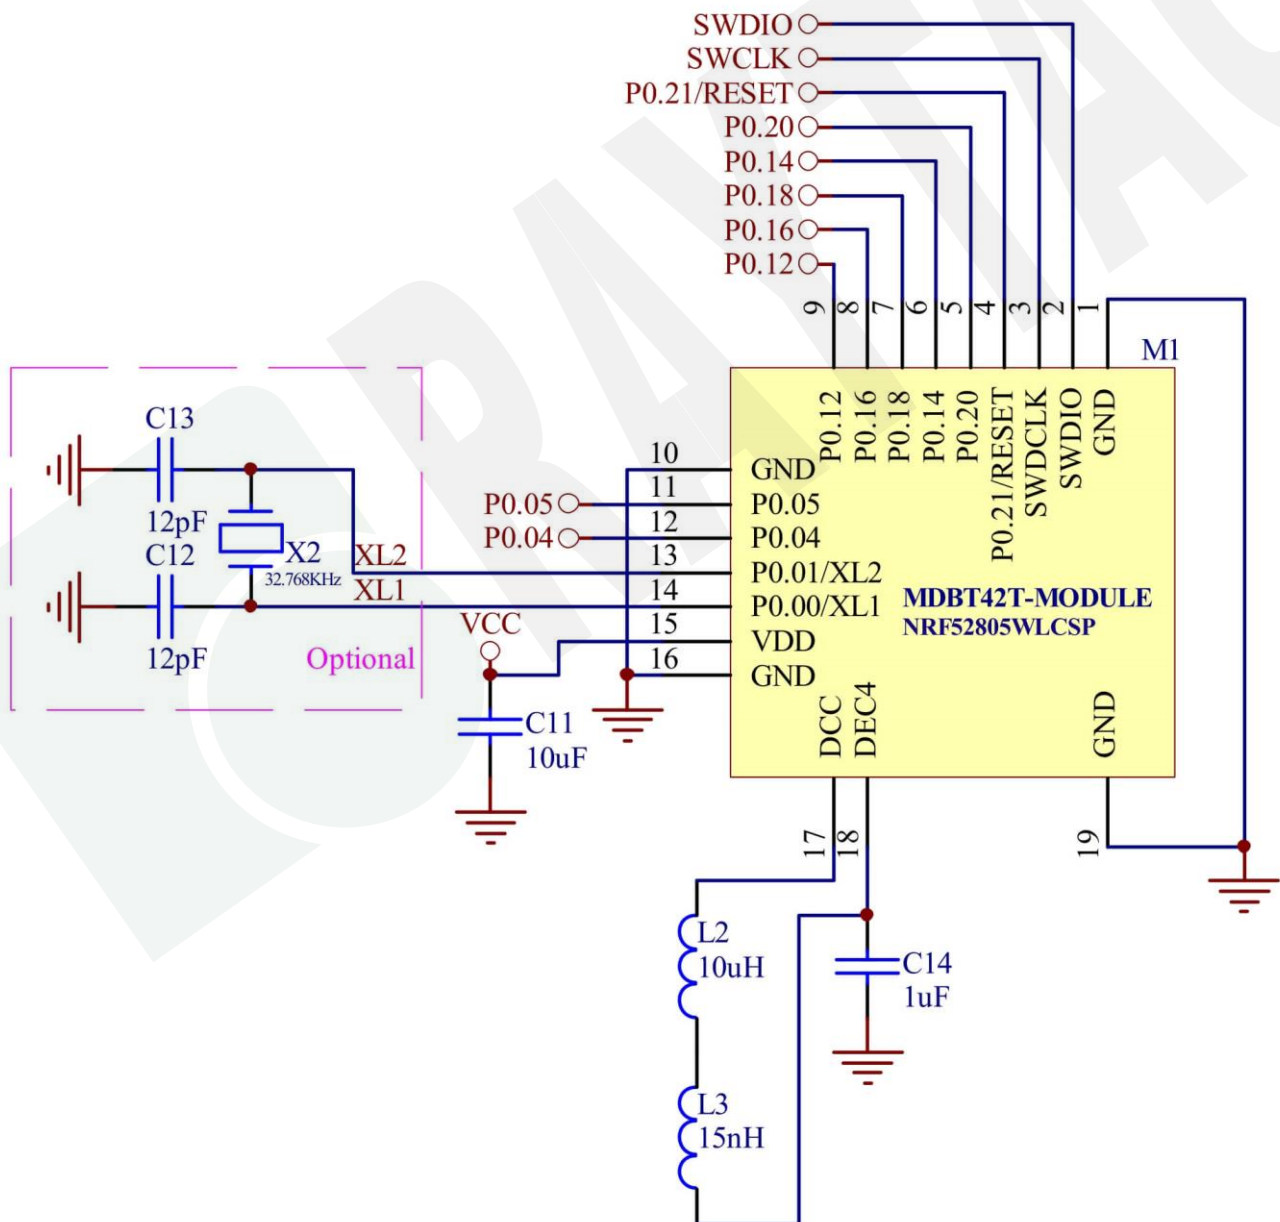 SWDIO
SWCLK
P0.21/RESET
P0.20
P0.14
P0.18
P0.16
P0.12
9 8 7 6 5 4 3 2 1
M1
P0.12 P0.16 P0.18 P0.14 P0.20 P0.21/RESET SWDCLK SWDIO GND
C13
12pF
C12
12pF
X2
32.768KHz
XL2
XL1
Optional
10 GND
P0.05 11 P0.05
P0.04 12 P0.04
13 P0.01/XL2
14 P0.00/XL1
15 VDD
16 GND
MDBT42T-MODULE
NRF52805WLCSP
VCC
C11
10uF
DCC DEC4 GND
17 18 19
L2
10uH
C14
1uF
L3
15nH
RAYTAC